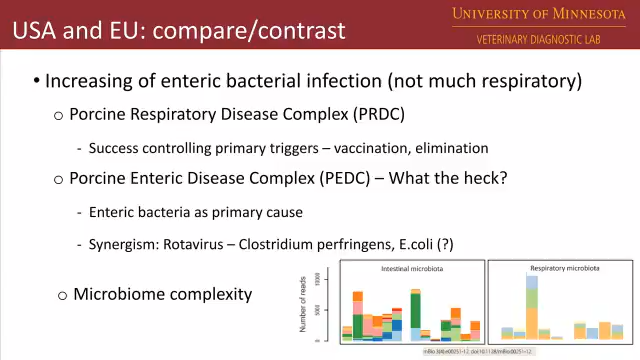 USA and EU: compare/contrast
UNIVERSITY OF MINNESOTA
VETERINARY DIAGNOSTIC LAB
• Increasing of enteric bacterial infection (not much respiratory)
o Porcine Respiratory Disease Complex (PRDC)
- Success controlling primary triggers – vaccination, elimination
o Porcine Enteric Disease Complex (PEDC) – What the heck?
- Enteric bacteria as primary cause
- Synergism: Rotavirus – Clostridium perfringens, E.coli (?)
o Microbiome complexity
Intestinal microbiota
Respiratory microbiota
Number of reads
10000
5000
0